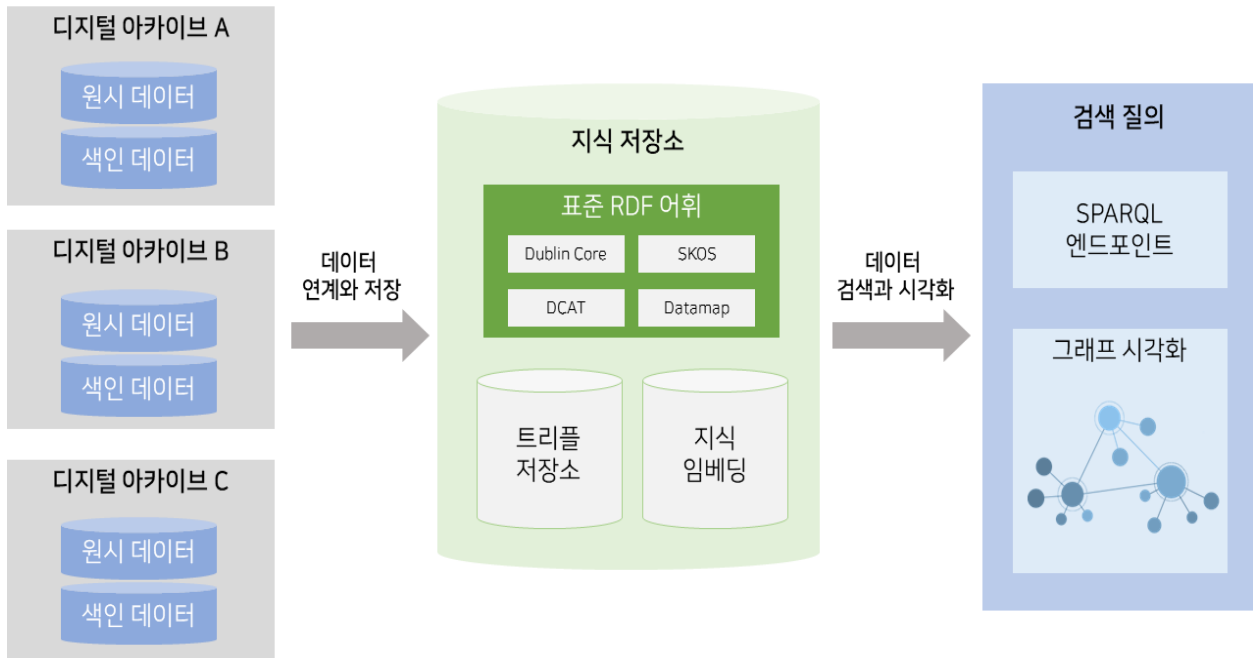 디지털 아카이브 A
원시 데이터
색인 데이터
디지털 아카이브 B
원시 데이터
색인 데이터
디지털 아카이브 C
원시 데이터
색인 데이터
데이터
연계와 저장
지식 저장소
표준 RDF 어휘
Dublin Core
SKOS
DCAT
Datamap
트리플
저장소
지식
임베딩
데이터
검색과 시각화
검색 질의
SPARQL
엔드포인트
그래프 시각화